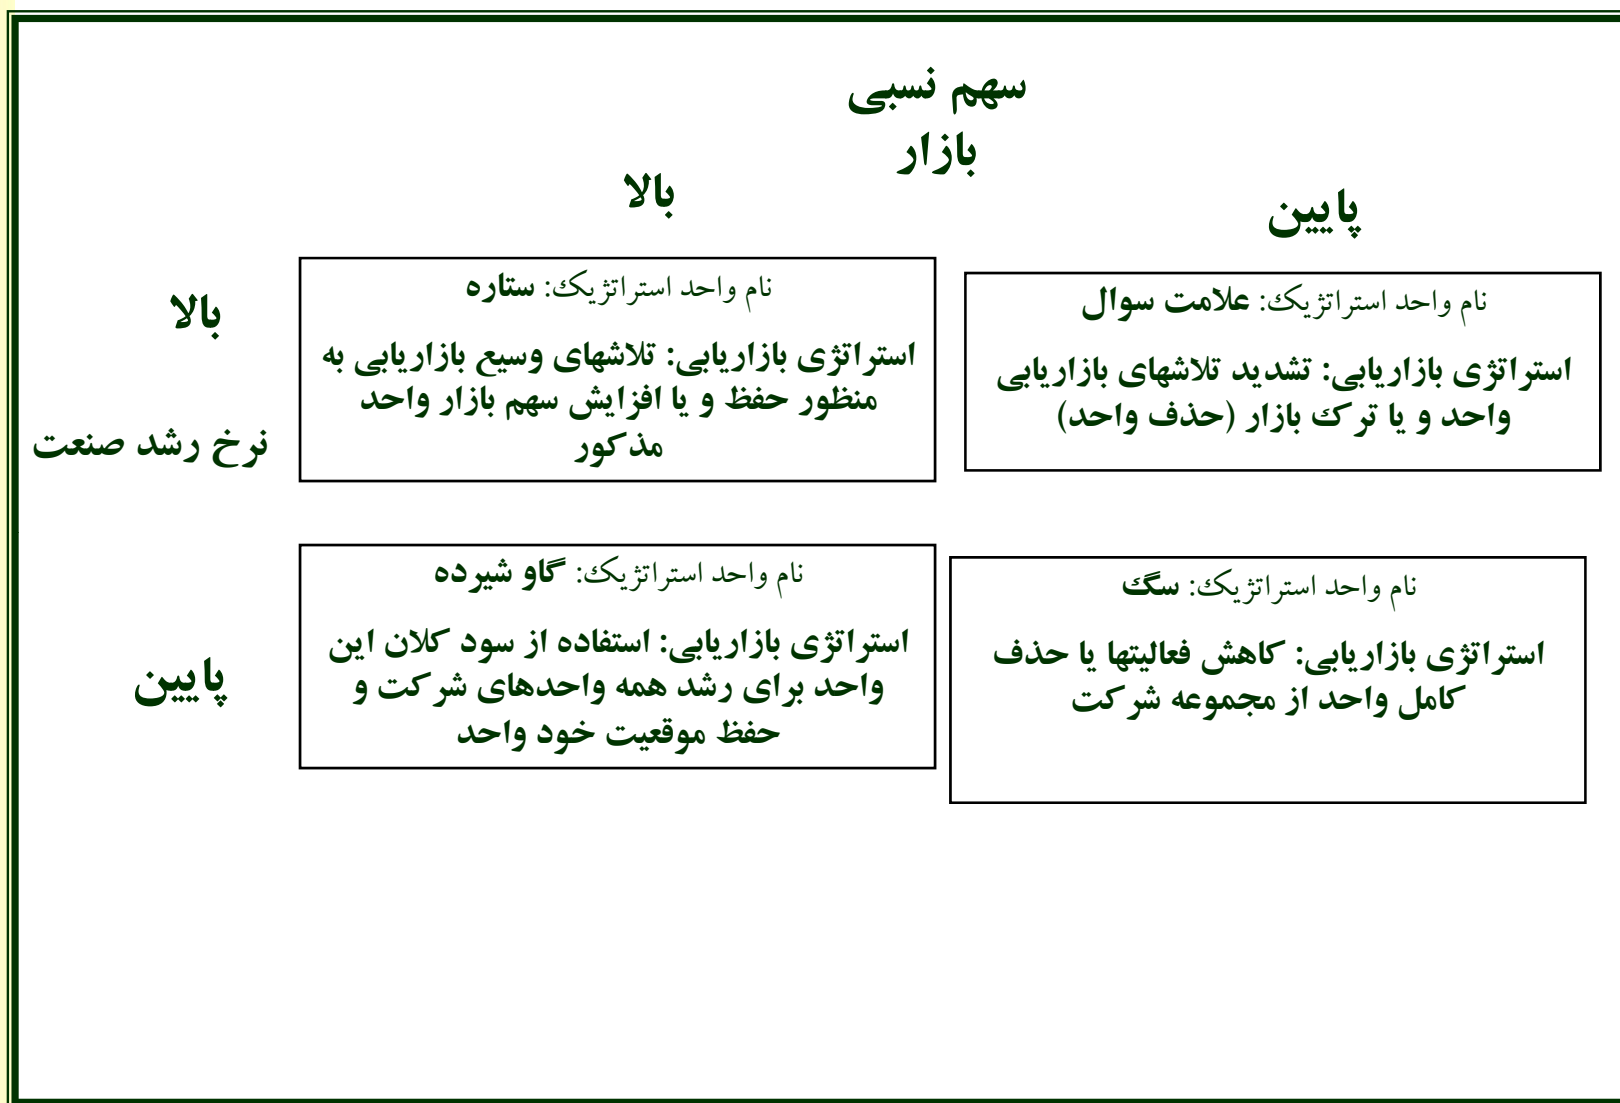 سهم نسبی
بازار
بالا
پایین
بالا
نرخ رشد صنعت
نام واحد استراتژیک: ستاره
استراتژی بازاریابی: تلاشهای وسیع بازاریابی به
منظور حفظ و یا افزایش سهم بازار واحد
مذکور
نام واحد استراتژیک: علامت سوال
استراتژی بازاریابی: تشدید تلاشهای بازاریابی
واحد و یا ترک بازار (حذف واحد)
پایین
نام واحد استراتژیک: گاو شیرده
استراتژی بازاریابی: استفاده از سود کلان این
واحد برای رشد همه واحدهای شرکت و
حفظ موقعیت خود واحد
نام واحد استراتژیک: سگ
استراتژی بازاریابی: کاهش فعالیتها یا حذف
کامل واحد از مجموعه شرکت